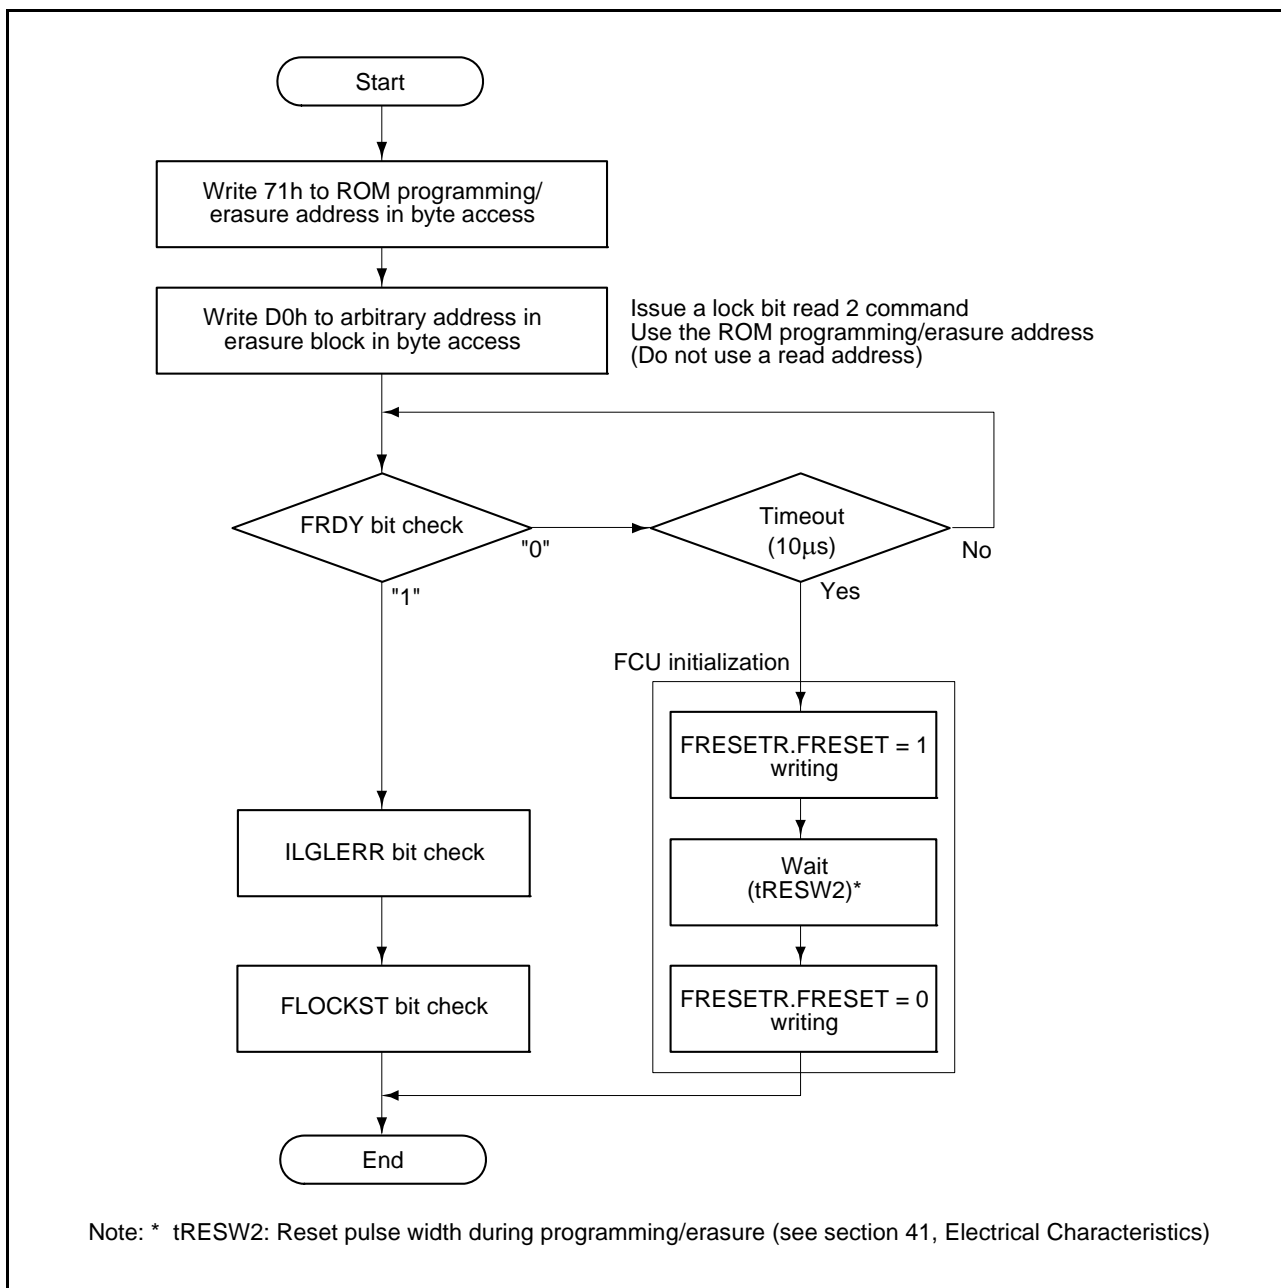 Start
Write 71h to ROM programming/
erasure address in byte access
Write D0h to arbitrary address in
erasure block in byte access
Issue a lock bit read 2 command
Use the ROM programming/erasure address
(Do not use a read address)
FRDY bit check
"0"
"1"
Timeout
(10µs)
No
Yes
FCU initialization
FRESETR.FRESET = 1
writing
Wait
(tRESW2)*
FRESETR.FRESET = 0
writing
ILGLERR bit check
FLOCKST bit check
End
Note: * tRESW2: Reset pulse width during programming/erasure (see section 41, Electrical Characteristics)